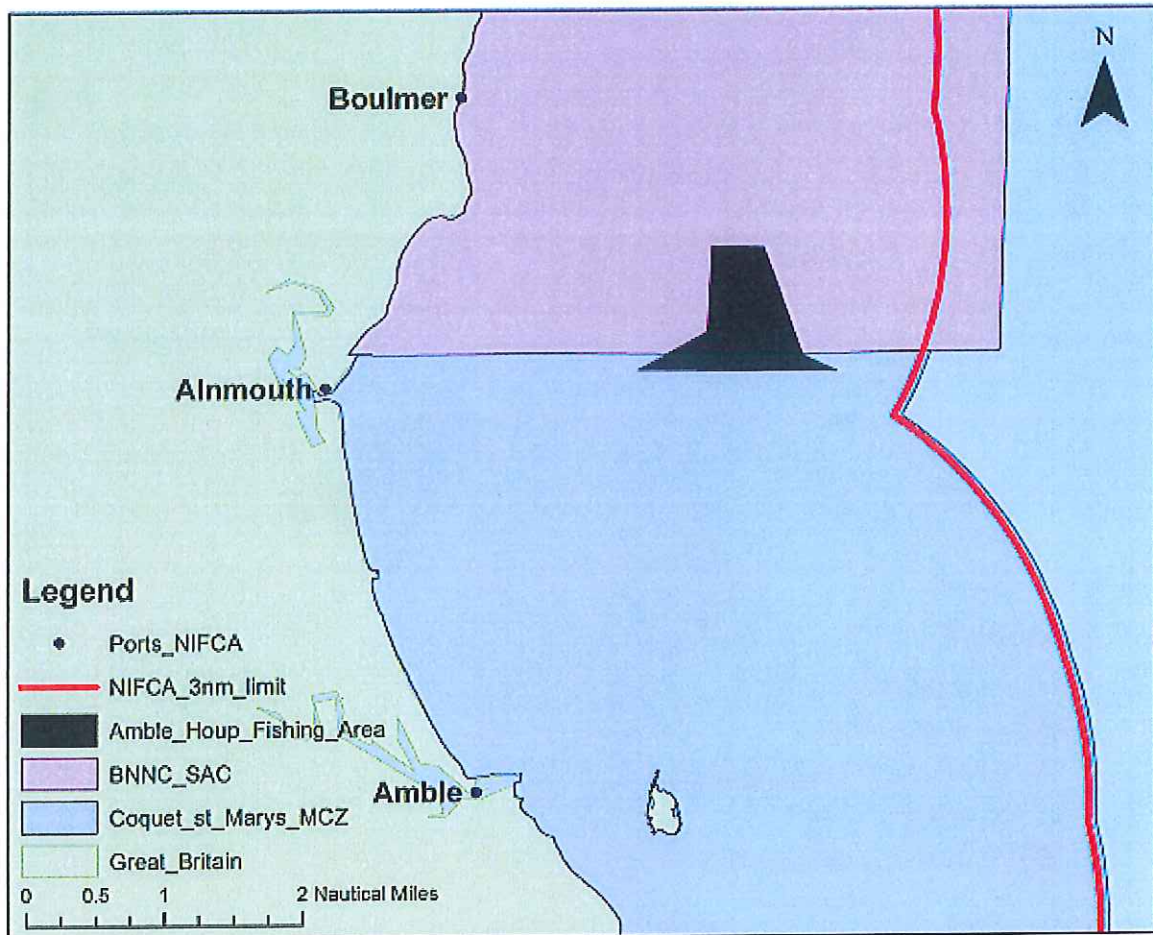 N
Boulmer
Alnmouth
Legend
Ports_NIFCA
NIFCA_3nm_limit
Amble_Houp_Fishing_Area
BNNC_SAC
Amble
Coquet_st_Marys_MCZ
Great_Britain
0 0.5 1 2 Nautical Miles